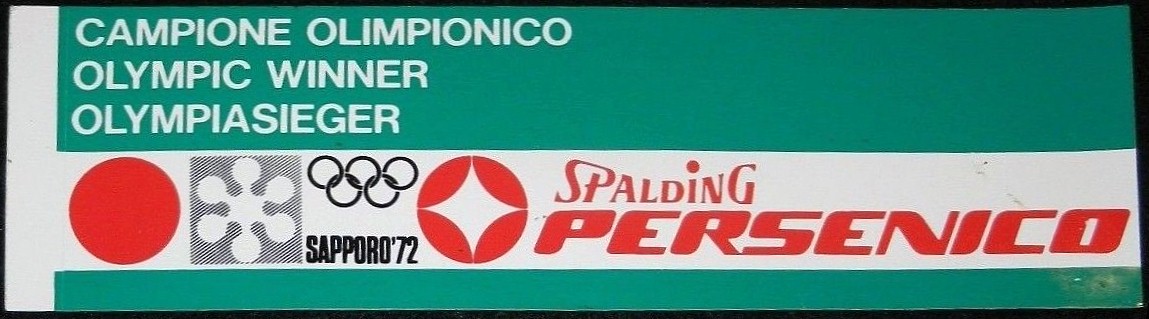 CAMPIONE OLIMPIONICO
OLYMPIC WINNER
OLYMPIASIEGER
SAPPORO'72
SPALDiNG
PERSENICO